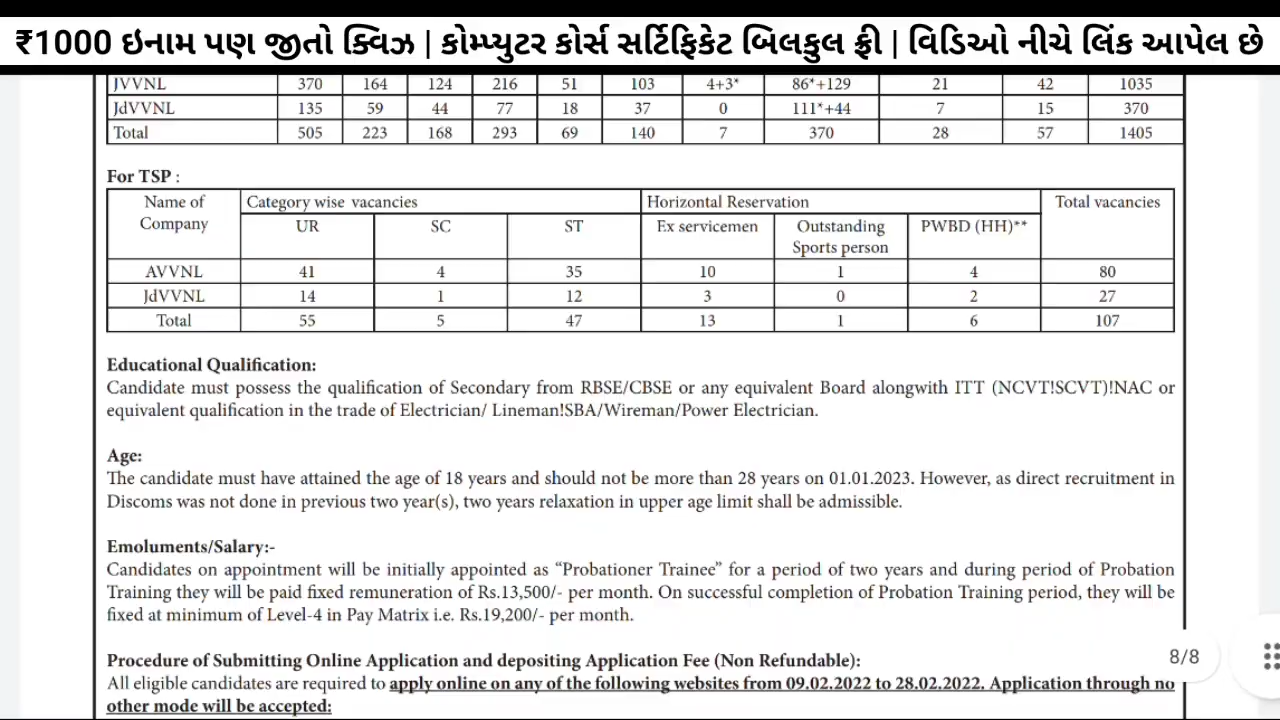 ₹1000 ઇનામ પણ જીતો ક્વિઝ | કોમ્પ્યુટર કોર્સ સર્ટિફિકેટ બિલકુલ ફ્રી | વિડિઓ નીચે લિંક આપેલ છે
JVVNL 370 164 124 216 51 103 4+3* 86*+129 21 42 1035
JdVVNL 135 59 44 77 18 37 0 111*+44 7 15 370
Total 505 223 168 293 69 140 7 370 28 57 1405
For TSP :
Name of Company Category wise vacancies Horizontal Reservation Total vacancies
UR SC ST Ex servicemen Outstanding Sports person PWBD (HH)**
AVVNL 41 4 35 10 1 4 80
JdVVNL 14 1 12 3 0 2 27
Total 55 5 47 13 1 6 107
Educational Qualification:
Candidate must possess the qualification of Secondary from RBSE/CBSE or any equivalent Board alongwith ITT (NCVT!SCVT)!NAC or
equivalent qualification in the trade of Electrician/ Lineman!SBA/Wireman/Power Electrician.
Age:
The candidate must have attained the age of 18 years and should not be more than 28 years on 01.01.2023. However, as direct recruitment in
Discoms was not done in previous two year(s), two years relaxation in upper age limit shall be admissible.
Emoluments/Salary:-
Candidates on appointment will be initially appointed as “Probationer Trainee” for a period of two years and during period of Probation
Training they will be paid fixed remuneration of Rs.13,500/- per month. On successful completion of Probation Training period, they will be
fixed at minimum of Level-4 in Pay Matrix i.e. Rs.19,200/- per month.
Procedure of Submitting Online Application and depositing Application Fee (Non Refundable):
All eligible candidates are required to apply online on any of the following websites from 09.02.2022 to 28.02.2022. Application through no
other mode will be accepted:
8/8